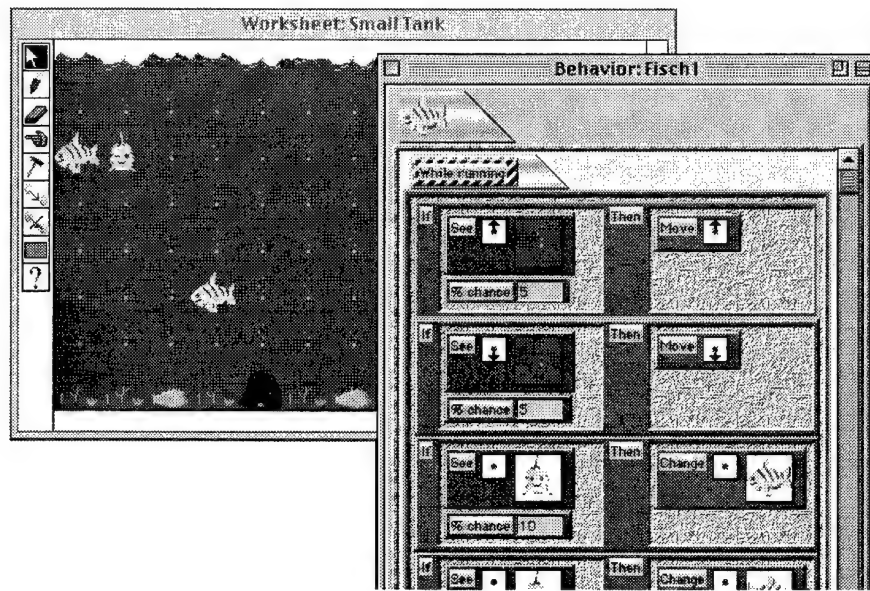 Worksheet: Small Tank
?
Behavior: Fisch1
While running
If See Then Move
% chance 5
If See Then Move
% chance 5
If See Then Change
% chance 10
If See Then Change